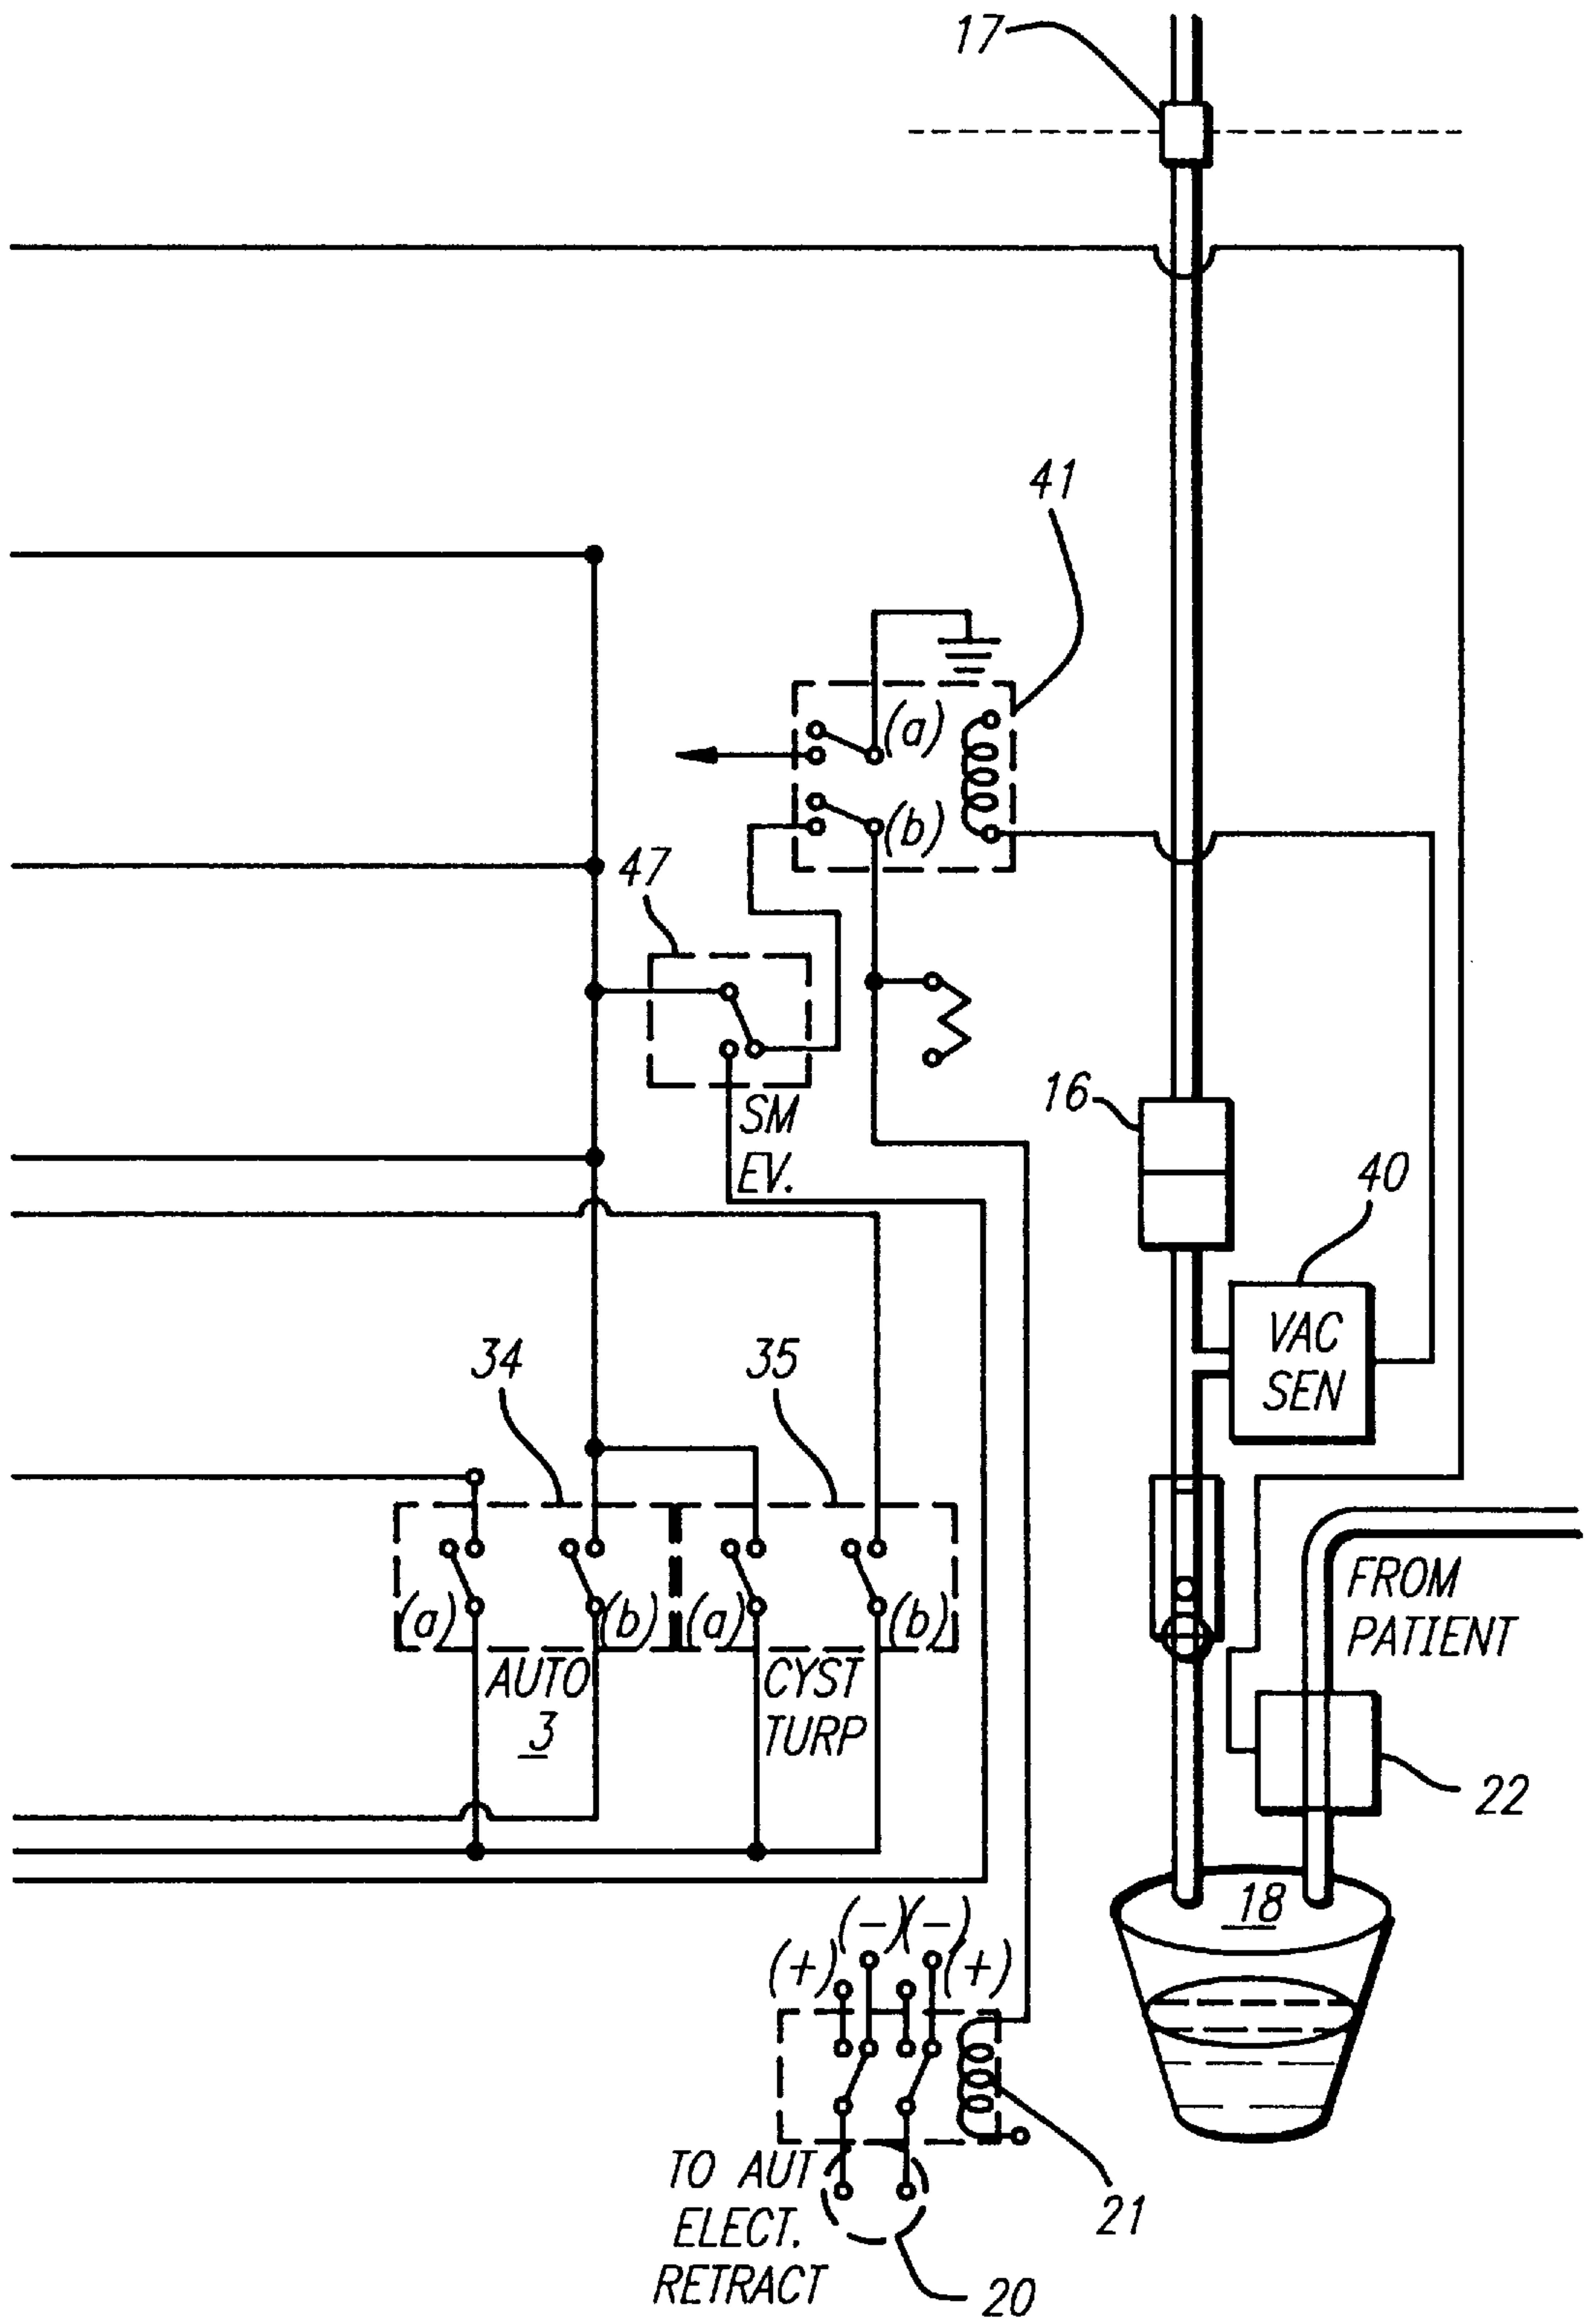 17
41
(a)
(b)
47
SM
EV.
16
40
VAC
SEN
34
35
(a)
(b)
(a)
(b)
AUTO
3
CYST
TURP
FROM
PATIENT
22
18
(+)
(-)
(-)
(+)
21
TO AUT
ELECT.
RETRACT
20